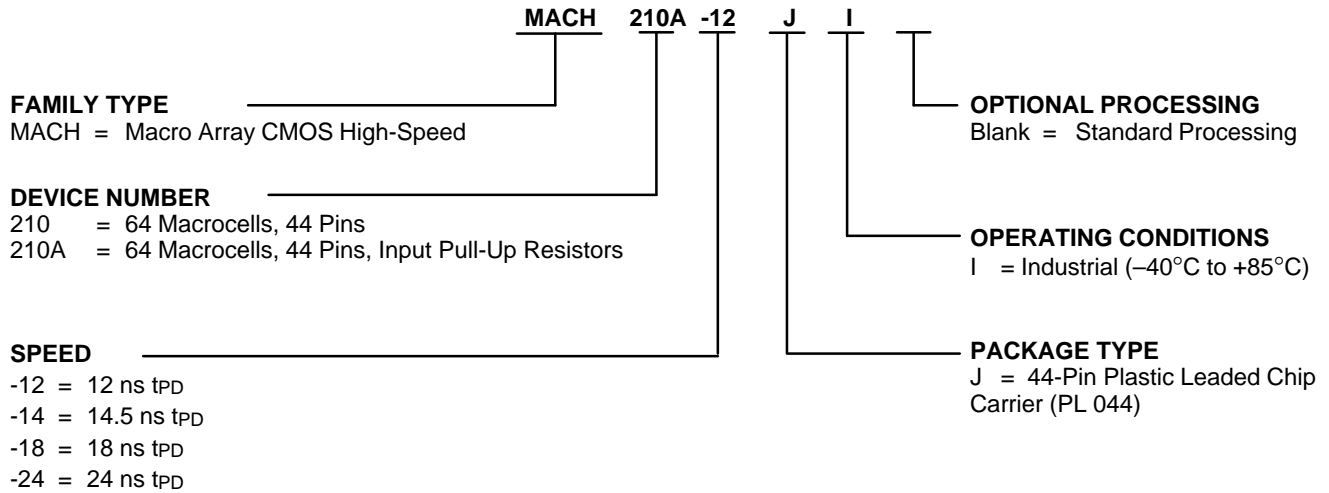 MACH 210A -12 J I
FAMILY TYPE
MACH = Macro Array CMOS High-Speed
DEVICE NUMBER
210 = 64 Macrocells, 44 Pins
210A = 64 Macrocells, 44 Pins, Input Pull-Up Resistors
SPEED
-12 = 12 ns tPD
-14 = 14.5 ns tPD
-18 = 18 ns tPD
-24 = 24 ns tPD
OPTIONAL PROCESSING
Blank = Standard Processing
OPERATING CONDITIONS
I = Industrial (–40°C to +85°C)
PACKAGE TYPE
J = 44-Pin Plastic Leaded Chip
Carrier (PL 044)